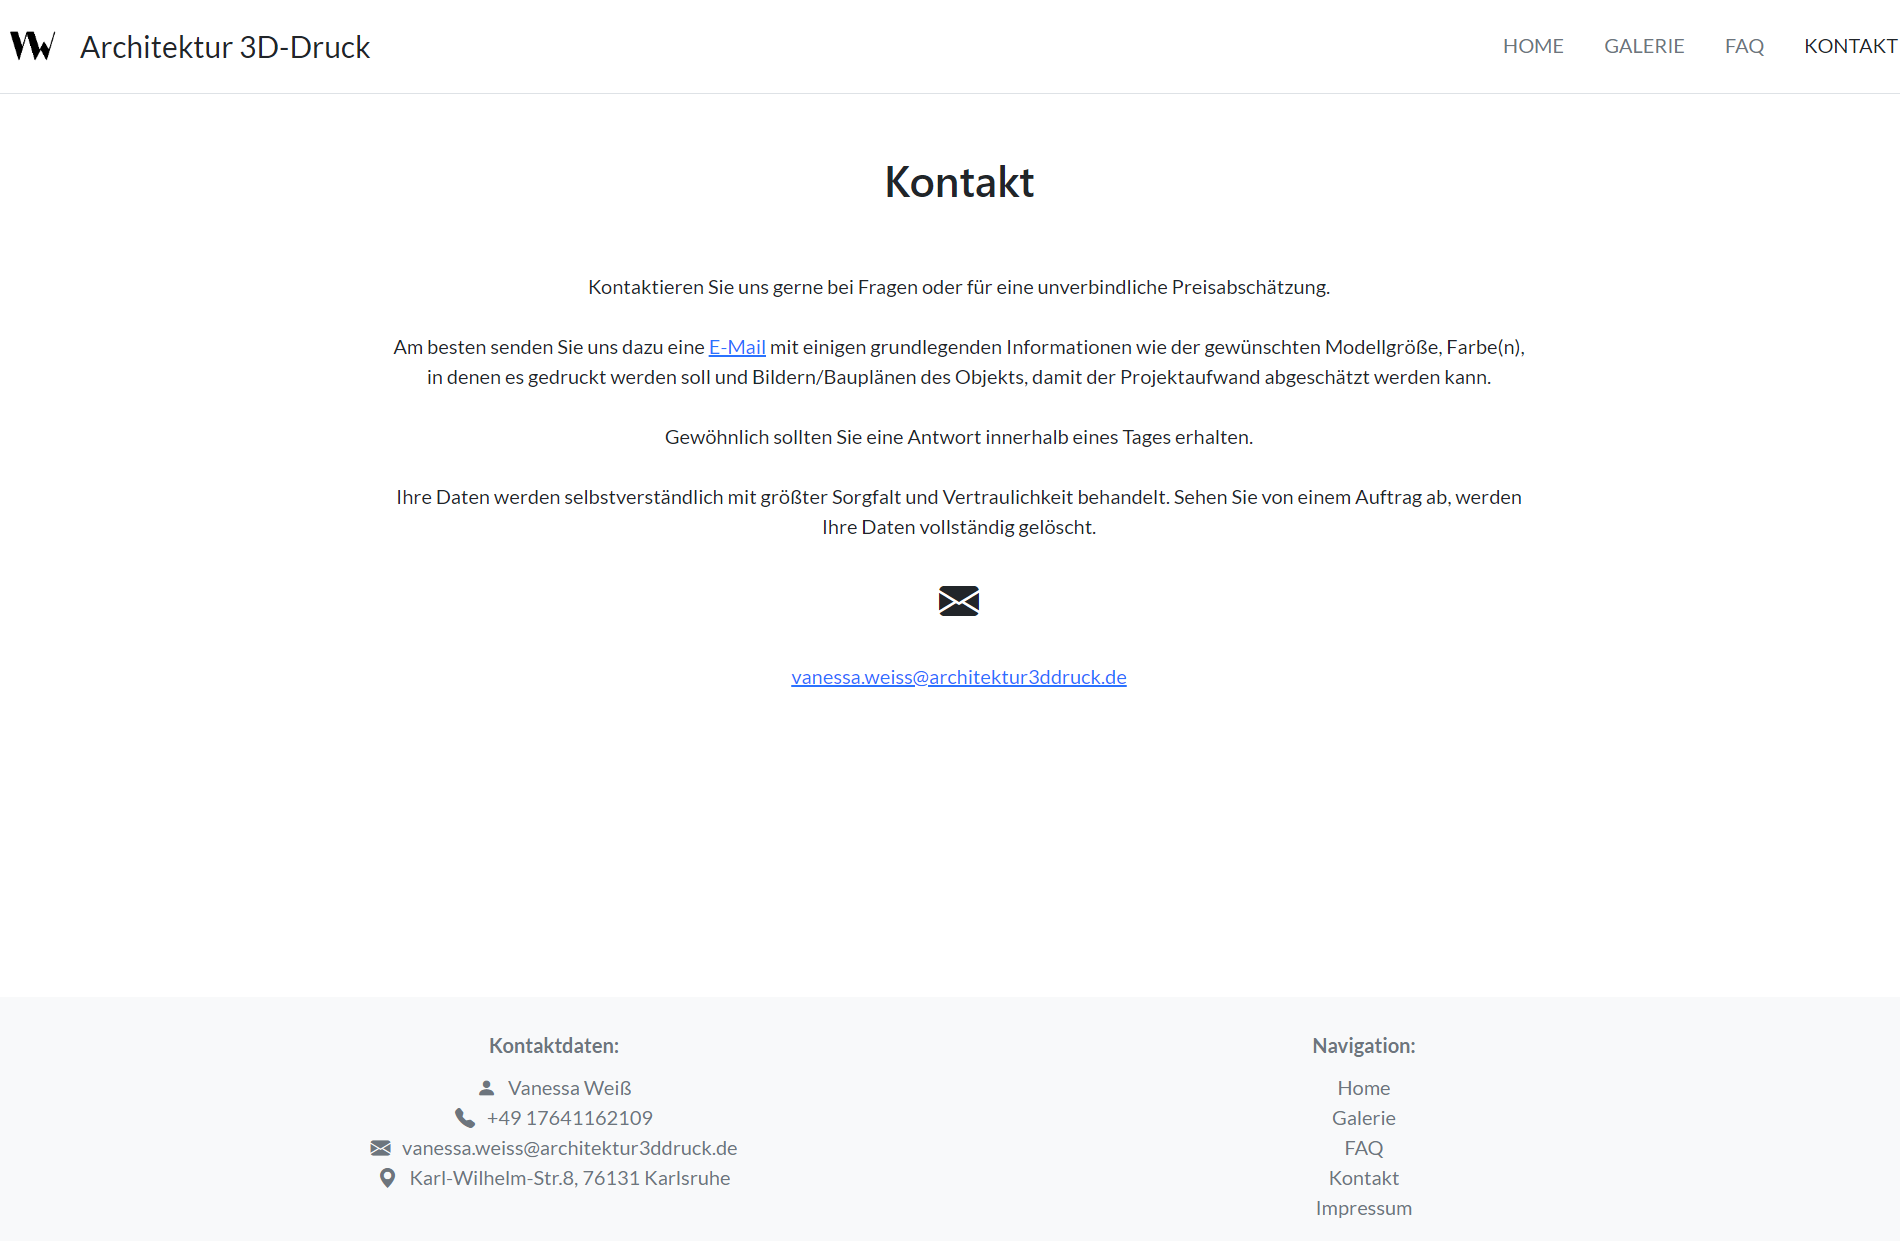 VW Architektur 3D-Druck HOME GALERIE FAQ KONTAKT
Kontakt
Kontaktieren Sie uns gerne bei Fragen oder für eine unverbindliche Preisabschätzung.
Am besten senden Sie uns dazu eine E-Mail mit einigen grundlegenden Informationen wie der gewünschten Modellgröße, Farbe(n),
in denen es gedruckt werden soll und Bildern/Bauplänen des Objekts, damit der Projektaufwand abgeschätzt werden kann.
Gewöhnlich sollten Sie eine Antwort innerhalb eines Tages erhalten.
Ihre Daten werden selbstverständlich mit größter Sorgfalt und Vertraulichkeit behandelt. Sehen Sie von einem Auftrag ab, werden
Ihre Daten vollständig gelöscht.
vanessa.weiss@architektur3ddruck.de
Kontaktdaten:
Vanessa Weiß
+49 17641162109
vanessa.weiss@architektur3ddruck.de
Karl-Wilhelm-Str.8, 76131 Karlsruhe
Navigation:
Home
Galerie
FAQ
Kontakt
Impressum